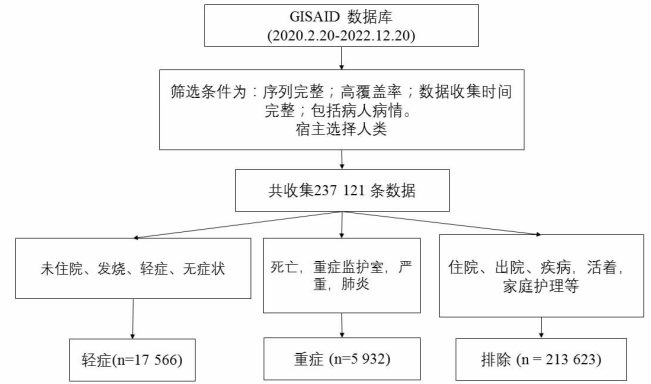 GISAID 数据库
(2020.2.20-2022.12.20)
筛选条件为：序列完整；高覆盖率；数据收集时间
完整；包括病人病情。
宿主选择人类
共收集237 121 条数据
未住院、发烧、轻症、无症状
死亡，重症监护室，严
重，肺炎
住院、出院、疾病，活着，
家庭护理等
轻症(n=17 566)
重症 (n=5 932)
排除 (n = 213 623)